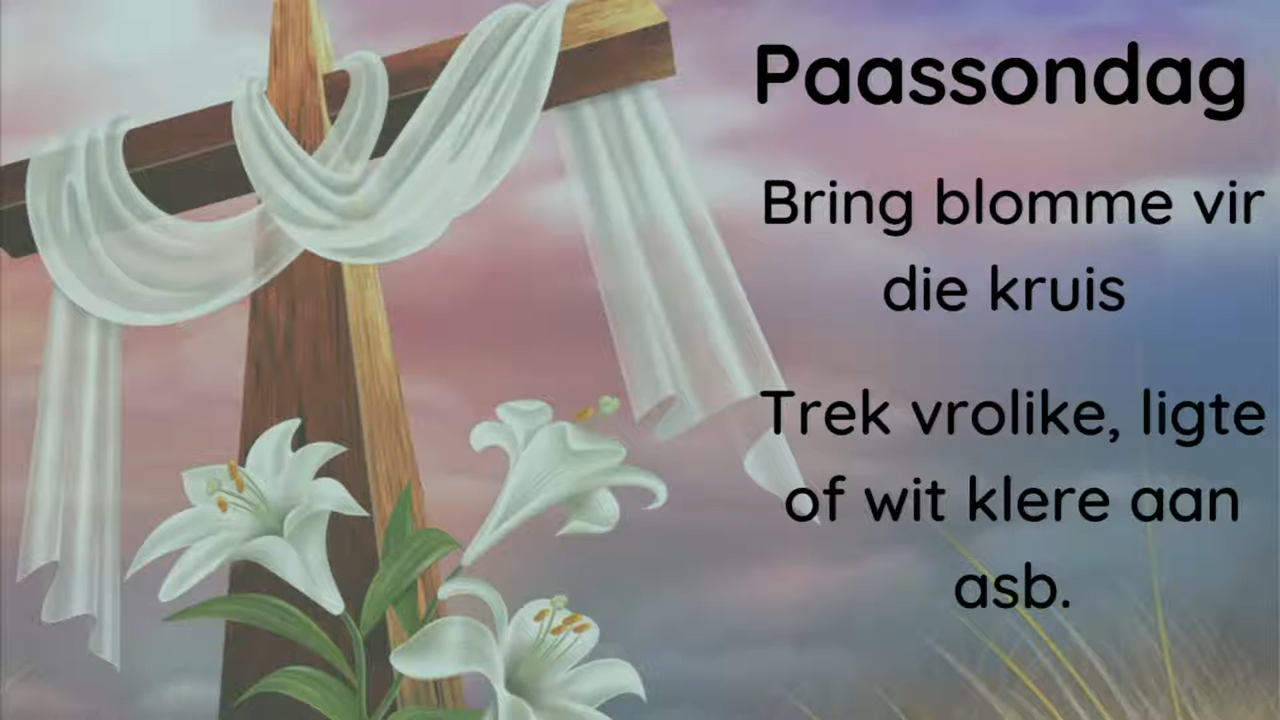 Paassondag
Bring blomme vir
die kruis
Trek vrolike, ligte
of wit klere aan
asb.